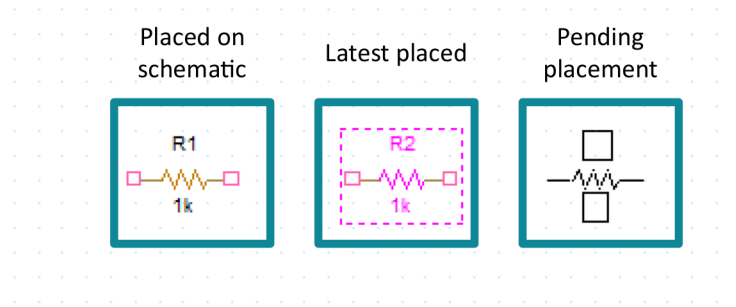 Placed on
schematic
Latest placed
Pending
placement
R1
1k
R2
1k